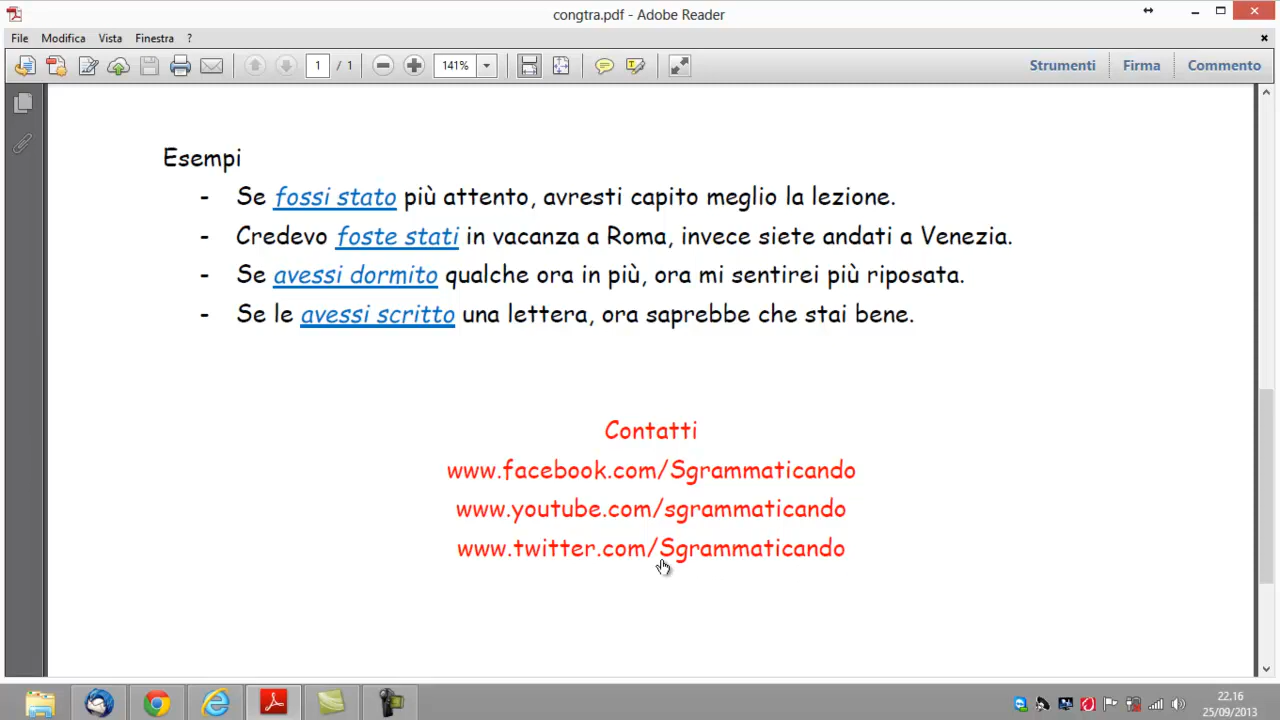 congtra.pdf - Adobe Reader
File Modifica Vista Finestra ?
1 / 1 141% Strumenti Firma Commento
Esempi
- Se fossi stato più attento, avresti capito meglio la lezione.
- Credevo foste stati in vacanza a Roma, invece siete andati a Venezia.
- Se avessi dormito qualche ora in più, ora mi sentirei più riposata.
- Se le avessi scritto una lettera, ora saprebbe che stai bene.
Contatti
www.facebook.com/Sgrammaticando
www.youtube.com/sgrammaticando
www.twitter.com/Sgrammaticando
22.16
25/09/2013